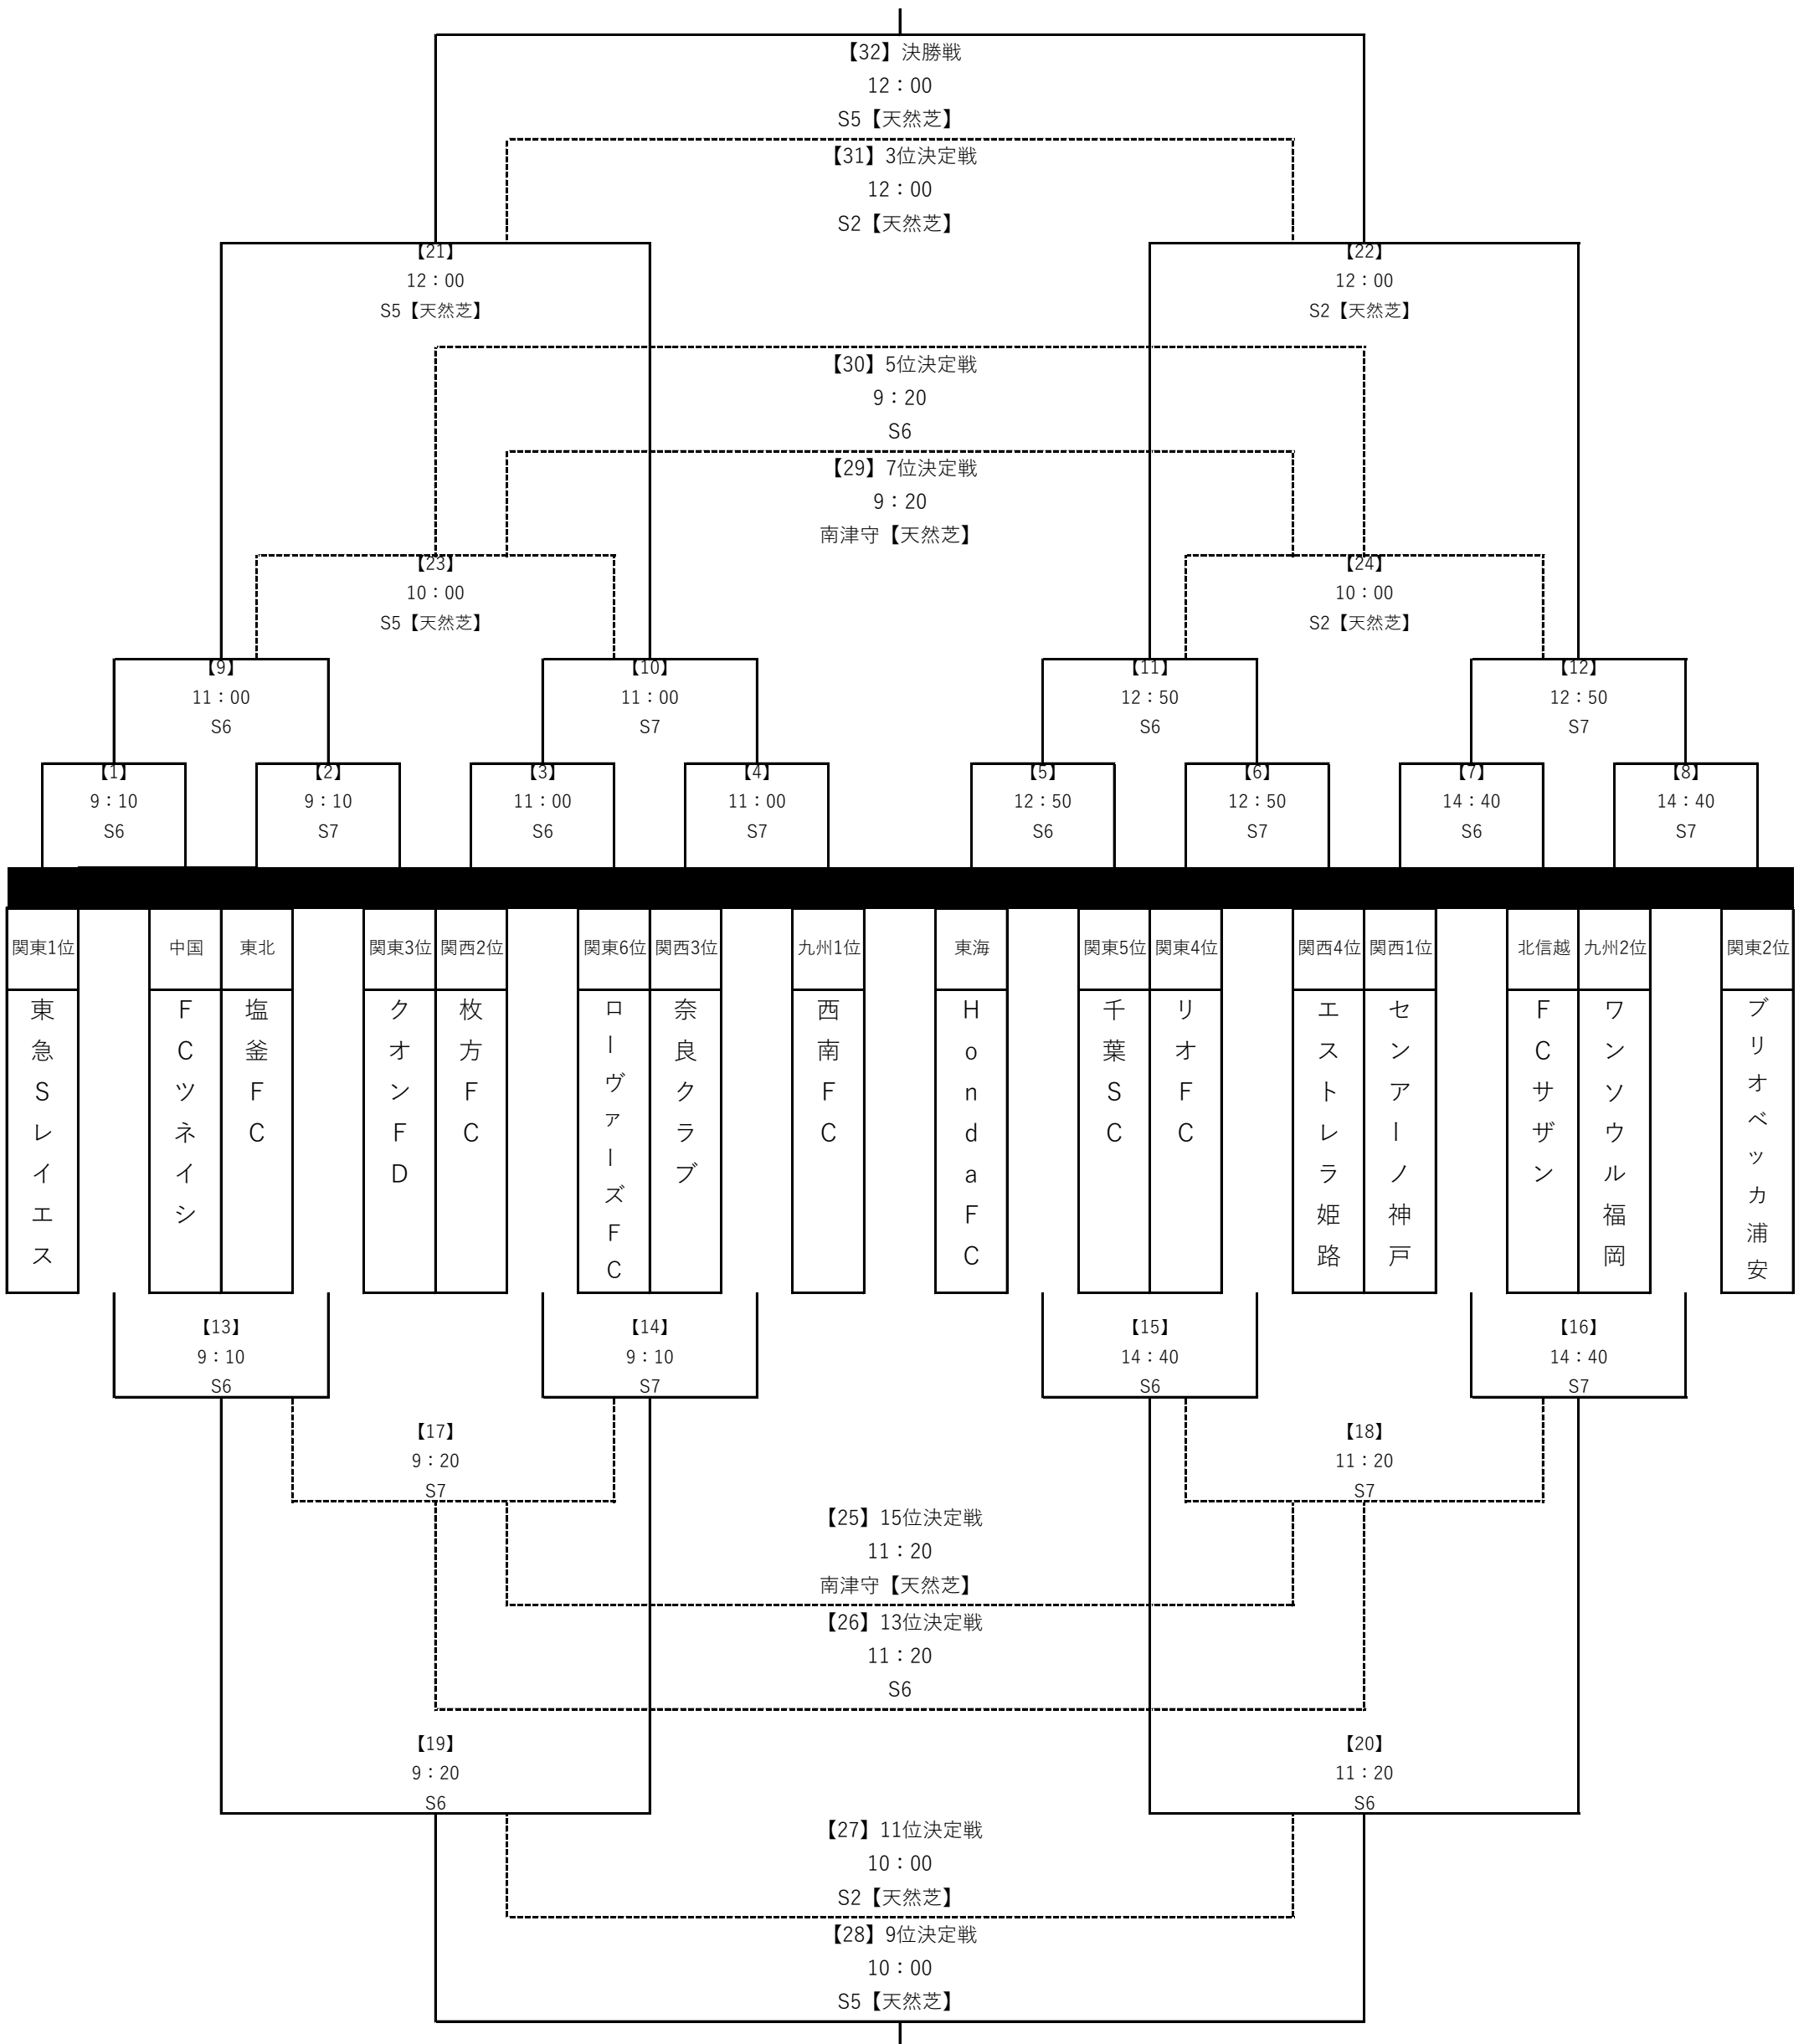 【32】決勝戦
12：00
S5【天然芝】
【31】3位決定戦
12：00
S2【天然芝】
【21】
12：00
S5【天然芝】
【22】
12：00
S2【天然芝】
【30】5位決定戦
9：20
S6
【29】7位決定戦
9：20
南津守【天然芝】
【23】
10：00
S5【天然芝】
【24】
10：00
S2【天然芝】
【9】
11：00
S6
【10】
11：00
S7
【11】
12：50
S6
【12】
12：50
S7
【1】
9：10
S6
【2】
9：10
S7
【3】
11：00
S6
【4】
11：00
S7
【5】
12：50
S6
【6】
12：50
S7
【7】
14：40
S6
【8】
14：40
S7
関東1位
東急Sレイエス
中国
FCツネイシ
東北
塩釜FC
関東3位
クオンFD
関西2位
枚方FC
関東6位
ローヴァーズFC
関西3位
奈良クラブ
九州1位
西南FC
東海
HondaFC
関東5位
千葉SC
関東4位
リオFC
関西4位
エストレラ姫路
関西1位
センアーノ神戸
北信越
FCサザン
九州2位
ワンソウル福岡
関東2位
ブリオベッカ浦安
【13】
9：10
S6
【14】
9：10
S7
【15】
14：40
S6
【16】
14：40
S7
【17】
9：20
S7
【18】
11：20
S7
【25】15位決定戦
11：20
南津守【天然芝】
【26】13位決定戦
11：20
S6
【19】
9：20
S6
【20】
11：20
S6
【27】11位決定戦
10：00
S2【天然芝】
【28】9位決定戦
10：00
S5【天然芝】